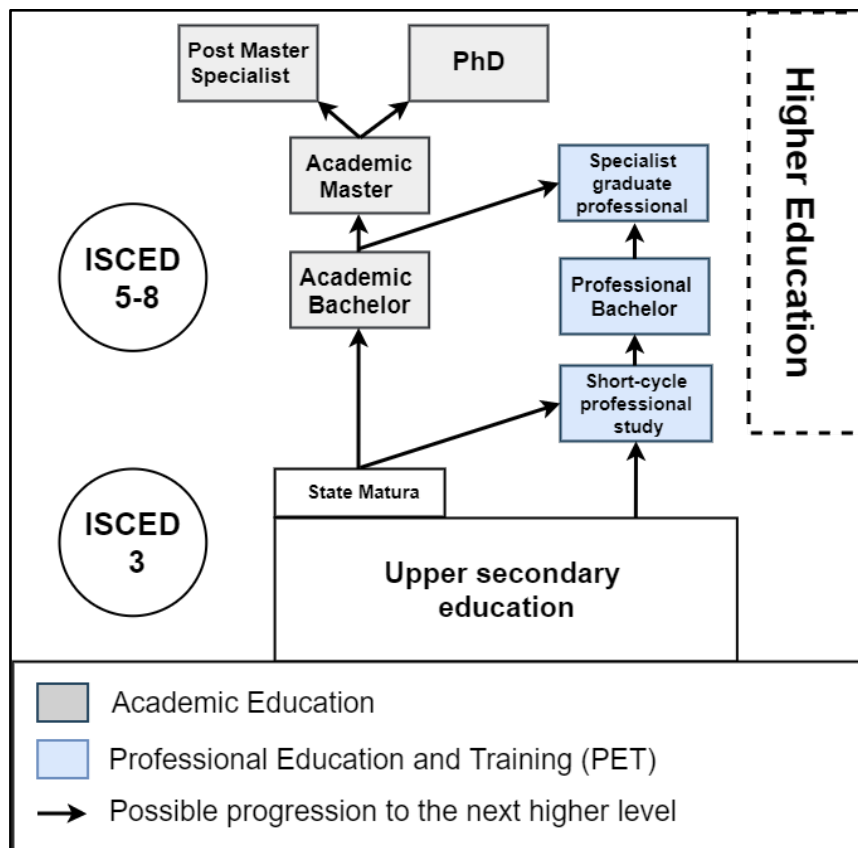 Post Master
Specialist
PhD
Higher Education
Academic
Master
Specialist
graduate
professional
ISCED
5-8
Academic
Bachelor
Professional
Bachelor
Short-cycle
professional
study
State Matura
ISCED
3
Upper secondary
education
Academic Education
Professional Education and Training (PET)
Possible progression to the next higher level